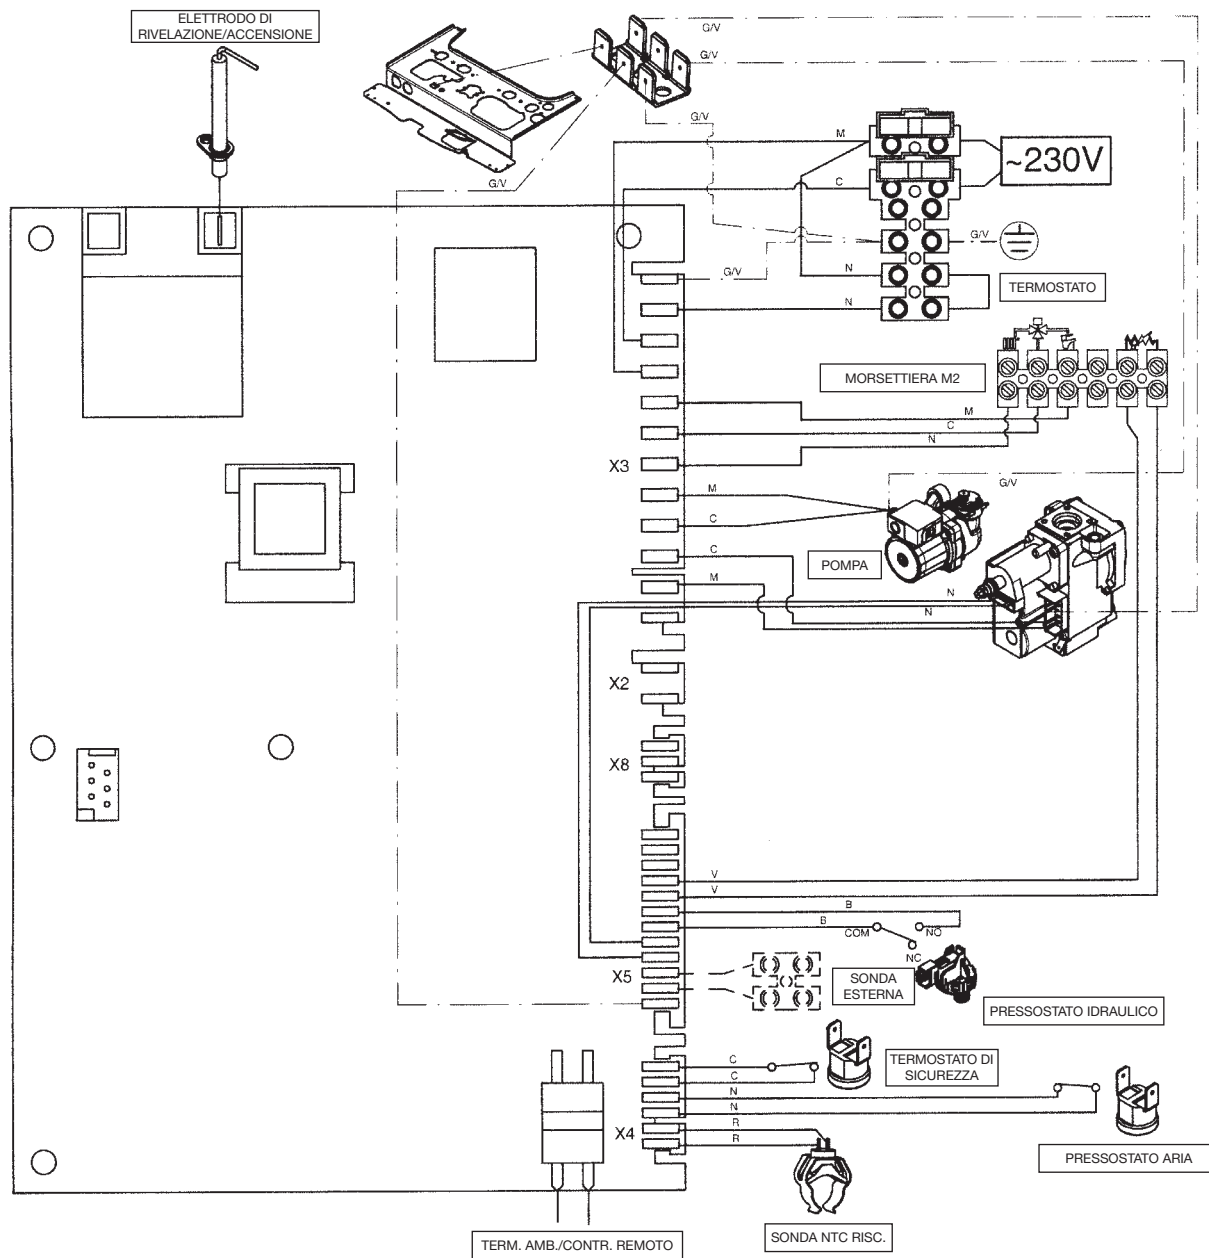 ELETTRODO DI
RIVELAZIONE/ACCENSIONE
G/V
G/V
G/V
G/V
M
~230V
C
G/V
G/V
N
TERMOSTATO
N
MORSETTIERA M2
M
C
N
X3
G/V
M
C
POMPA
C
M
N
N
X2
X8
V
V
B
B
COM
NO
NC
X5
SONDA
ESTERNA
PRESSOSTATO IDRAULICO
C
C
TERMOSTATO DI
SICUREZZA
N
N
R
R
X4
PRESSOSTATO ARIA
SONDA NTC RISC.
TERM. AMB./CONTR. REMOTO